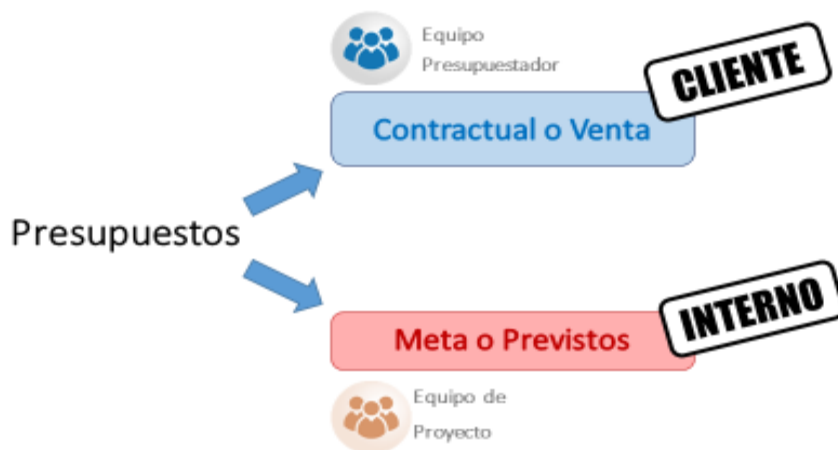 Equipo
Presupuestador
CLIENTE
Contractual o Venta
Presupuestos
INTERNO
Meta o Previstos
Equipo de
Proyecto